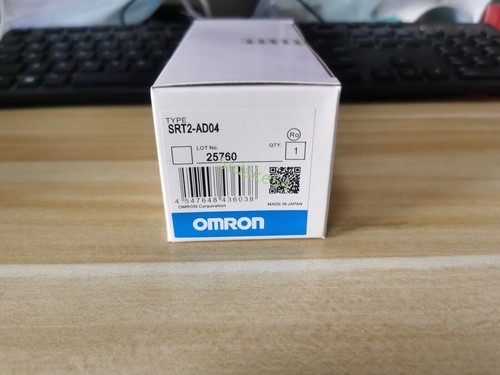 TYPE
SRT2-AD04
Ro
LOT No.
25760
QTY.
1
4 547648 436038
OMRON Corporation
MADE IN JAPAN
OMRON